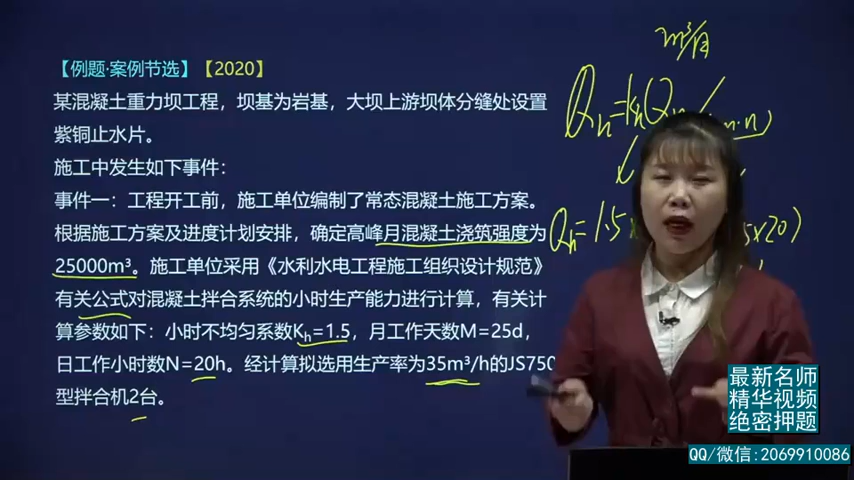 【例题·案例节选】【2020】
某混凝土重力坝工程，坝基为岩基，大坝上游坝体分缝处设置
紫铜止水片。
施工中发生如下事件：
事件一：工程开工前，施工单位编制了常态混凝土施工方案。
根据施工方案及进度计划安排，确定高峰月混凝土浇筑强度为
25000m³。施工单位采用《水利水电工程施工组织设计规范》
有关公式对混凝土拌合系统的小时生产能力进行计算，有关计
算参数如下：小时不均匀系数Kₕ=1.5，月工作天数M=25d，
日工作小时数N=20h。经计算拟选用生产率为35m³/h的JS750
型拌合机2台。
m³/月
Qh=Kh Q
m·n)
Qh=1.5
5×20)
最新名师
精华视频
绝密押题
QQ/微信:2069910086